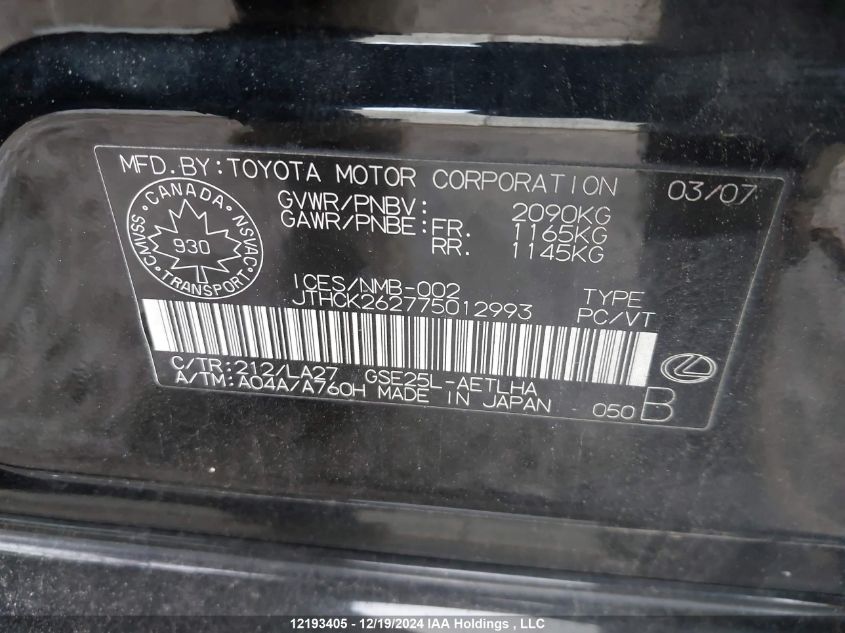 MFD.BY:TOYOTA MOTOR CORPORATION 03/07
CANADA
CMVSS NSVAC
930
TRANSPORT
GVWR/PNBV: 2090KG
GAWR/PNBE:FR. 1165KG
RR. 1145KG
ICES/NMB-002
JTHCK262775012993
TYPE
PC/VT
C/TR:212/LA27 GSE25L-AETLHA
A/TM:A04A/A760H MADE IN JAPAN
050 B
12193405 - 12/19/2024 IAA Holdings , Inc.